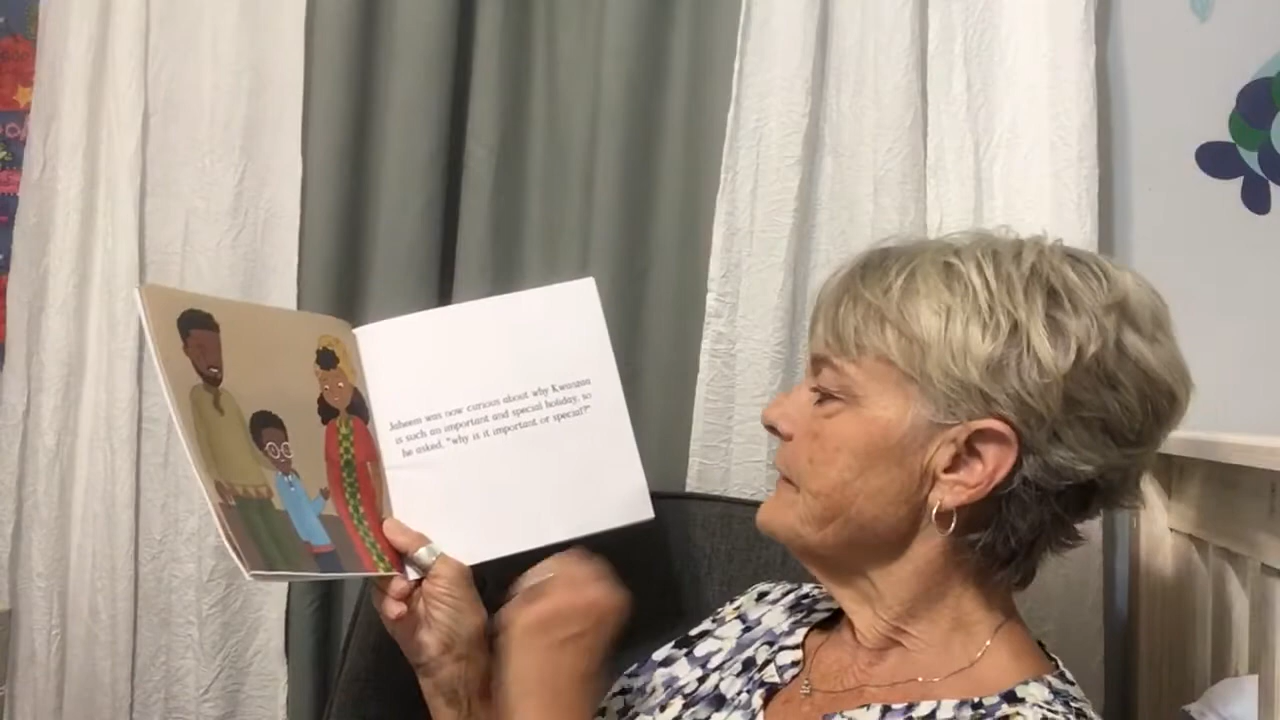 Jaheem was now curious about why Kwanzaa
is such an important and special holiday, so
he asked, "why is it important or special?"